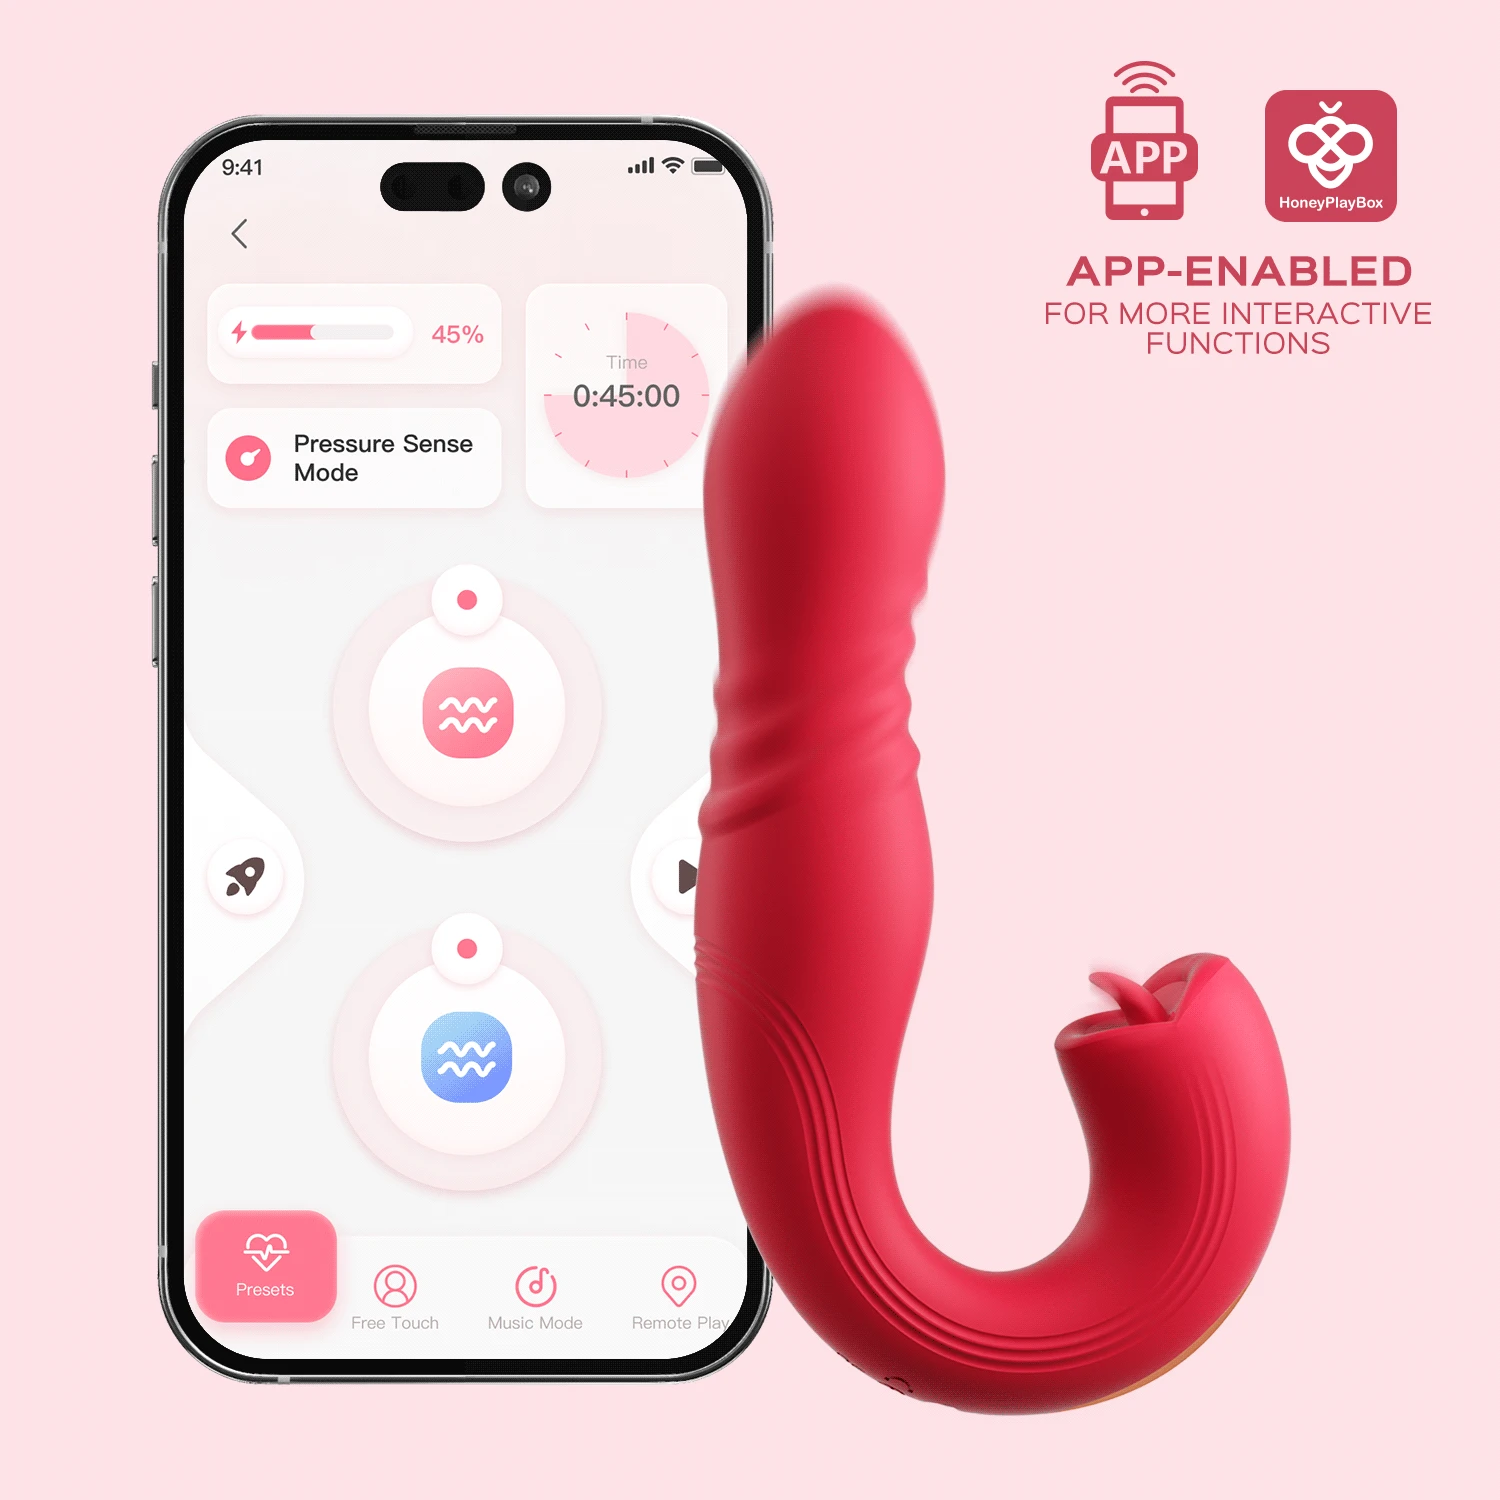 9:41
45%
Time
0:45:00
Pressure Sense
Mode
Presets
Free Touch
Music Mode
Remote Play
APP
HoneyPlayBox
APP-ENABLED
FOR MORE INTERACTIVE
FUNCTIONS